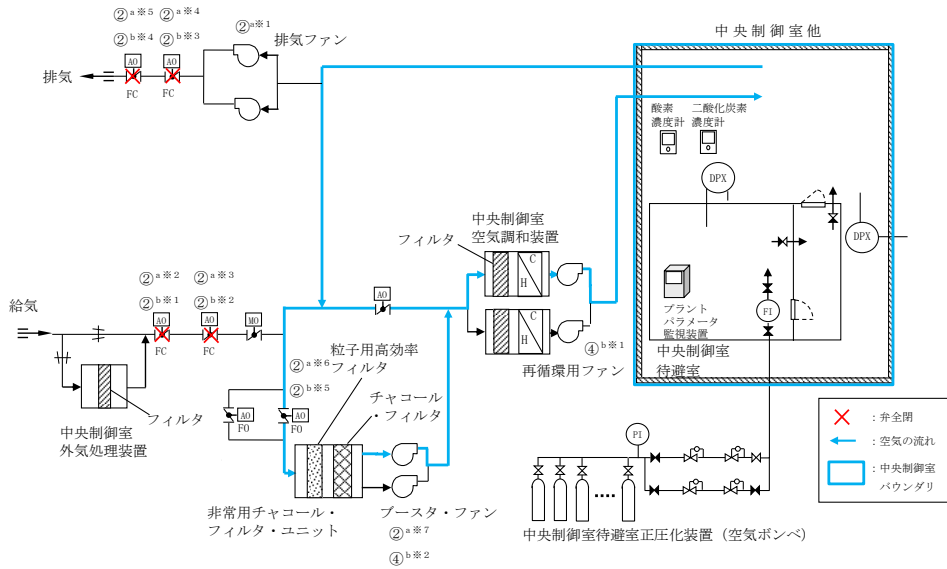 ②a※5
②a※4
②b※4
②b※3
AO
AO
FC
FC
排気
②a※1
排気ファン
中央制御室他
酸素
濃度計
二酸化炭素
濃度計
DPX
DPX
プラント
パラメータ
監視装置
FI
中央制御室
待避室
中央制御室
空気調和装置
フィルタ
C
H
C
H
④b※1
再循環用ファン
②a※2
②a※3
②b※1
②b※2
給気
AO
AO
MO
FC
FC
AO
フィルタ
中央制御室
外気処理装置
②a※6
②b※5
粒子用高効率
フィルタ
チャコール
・フィルタ
AO
FO
AO
FO
非常用チャコール・
フィルタ・ユニット
ブースタ・ファン
②a※7
④b※2
PI
中央制御室待避室正圧化装置（空気ボンベ）
：弁全閉
：空気の流れ
：中央制御室
バウンダリ